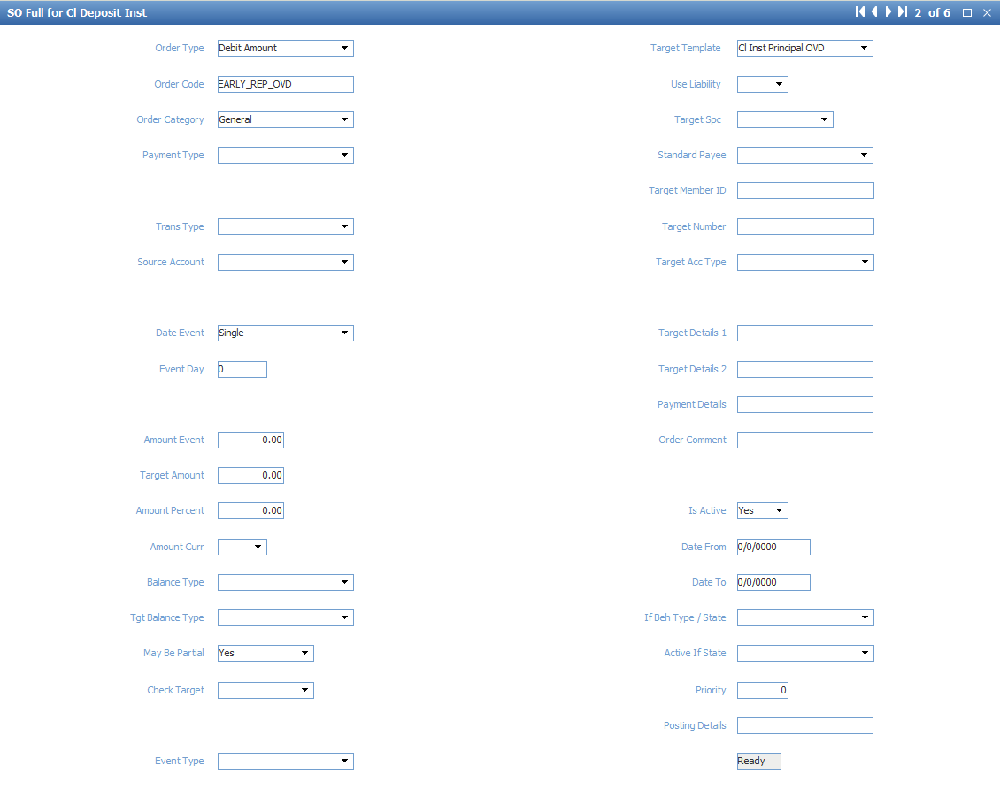 SO Full for Cl Deposit Inst 2 of 6
Order Type Debit Amount Target Template Cl Inst Principal OVD
Order Code EARLY_REP_OVD Use Liability
Order Category General Target Spc
Payment Type Standard Payee
Target Member ID
Trans Type Target Number
Source Account Target Acc Type
Date Event Single Target Details 1
Event Day 0 Target Details 2
Payment Details
Amount Event 0.00 Order Comment
Target Amount 0.00
Amount Percent 0.00 Is Active Yes
Amount Curr Date From 0/0/0000
Balance Type Date To 0/0/0000
Tgt Balance Type If Beh Type / State
May Be Partial Yes Active If State
Check Target Priority 0
Posting Details
Event Type Ready